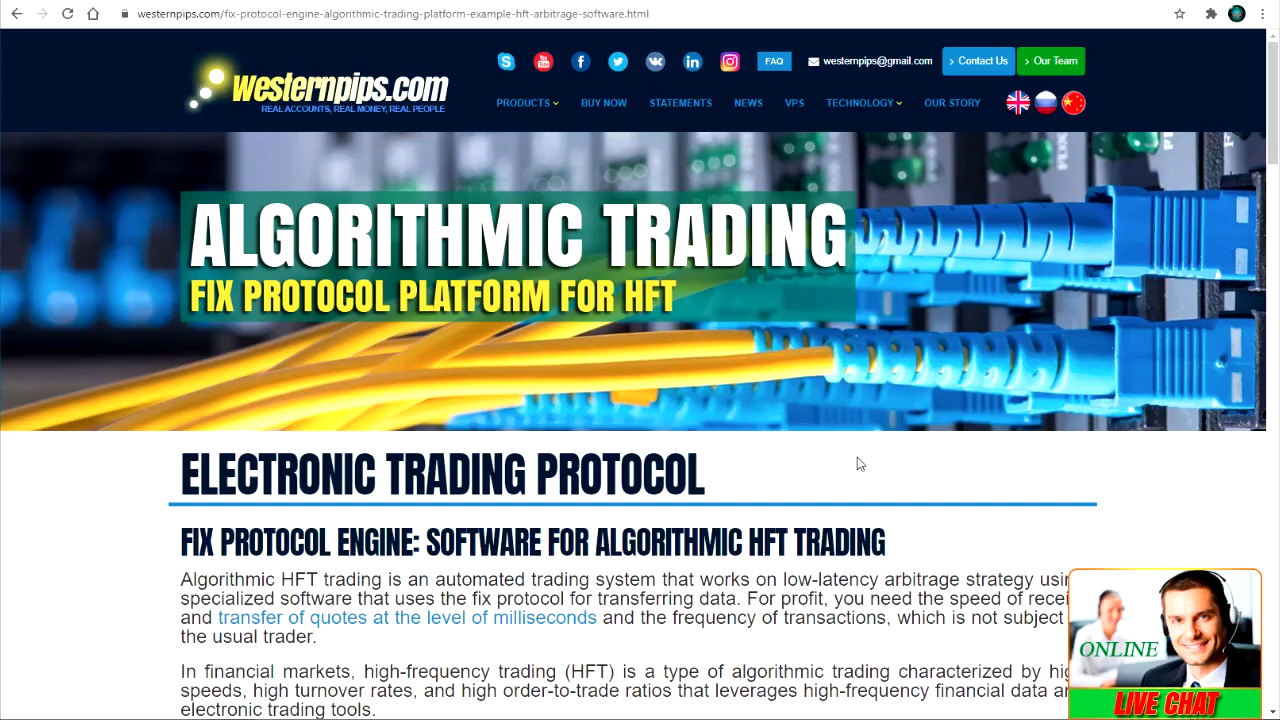 westernpips.com/fix-protocol-engine-algorithmic-trading-platform-example-hft-arbitrage-software.html
FAQ
westernpips@gmail.com
› Contact Us
› Our Team
westernpips.com
REAL ACCOUNTS, REAL MONEY, REAL PEOPLE
PRODUCTS
BUY NOW
STATEMENTS
NEWS
VPS
TECHNOLOGY
OUR STORY
ALGORITHMIC TRADING
FIX PROTOCOL PLATFORM FOR HFT
ELECTRONIC TRADING PROTOCOL
FIX PROTOCOL ENGINE: SOFTWARE FOR ALGORITHMIC HFT TRADING
Algorithmic HFT trading is an automated trading system that works on low-latency arbitrage strategy usin
specialized software that uses the fix protocol for transferring data. For profit, you need the speed of recei
and transfer of quotes at the level of milliseconds and the frequency of transactions, which is not subject
the usual trader.
In financial markets, high-frequency trading (HFT) is a type of algorithmic trading characterized by hig
speeds, high turnover rates, and high order-to-trade ratios that leverages high-frequency financial data an
electronic trading tools.
ONLINE
LIVE CHAT